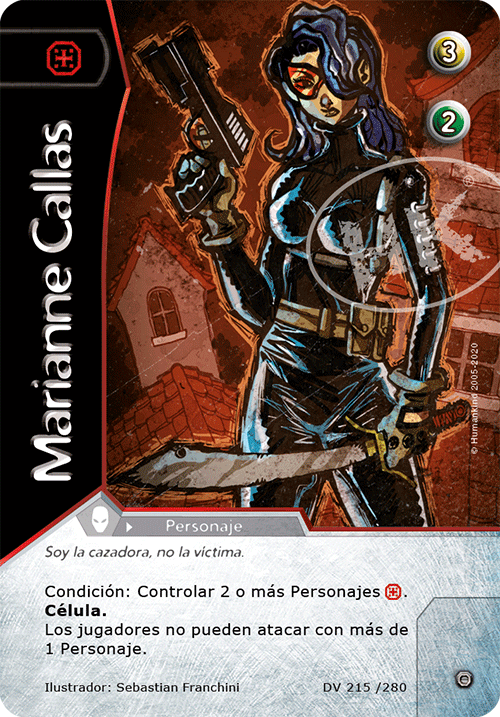 3
2
Marianne Callas
© Humankind 2005-2020
Personaje
Soy la cazadora, no la víctima.
Condición: Controlar 2 o más Personajes .
Célula.
Los jugadores no pueden atacar con más de
1 Personaje.
Ilustrador: Sebastian Franchini
DV 215 /280